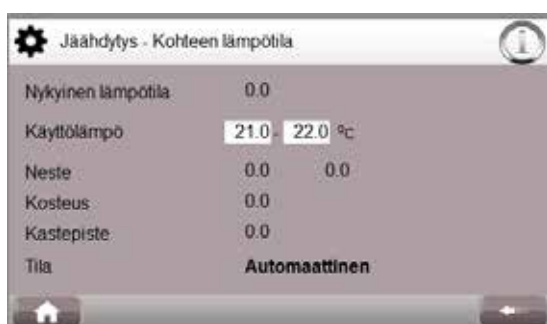 Jäähdytys - Kohteen lämpötila
Nykyinen lämpötila 0.0
Käyttölämpö 21.0 - 22.0 °C
Neste 0.0 0.0
Kosteus 0.0
Kastepiste 0.0
Tila Automaattinen